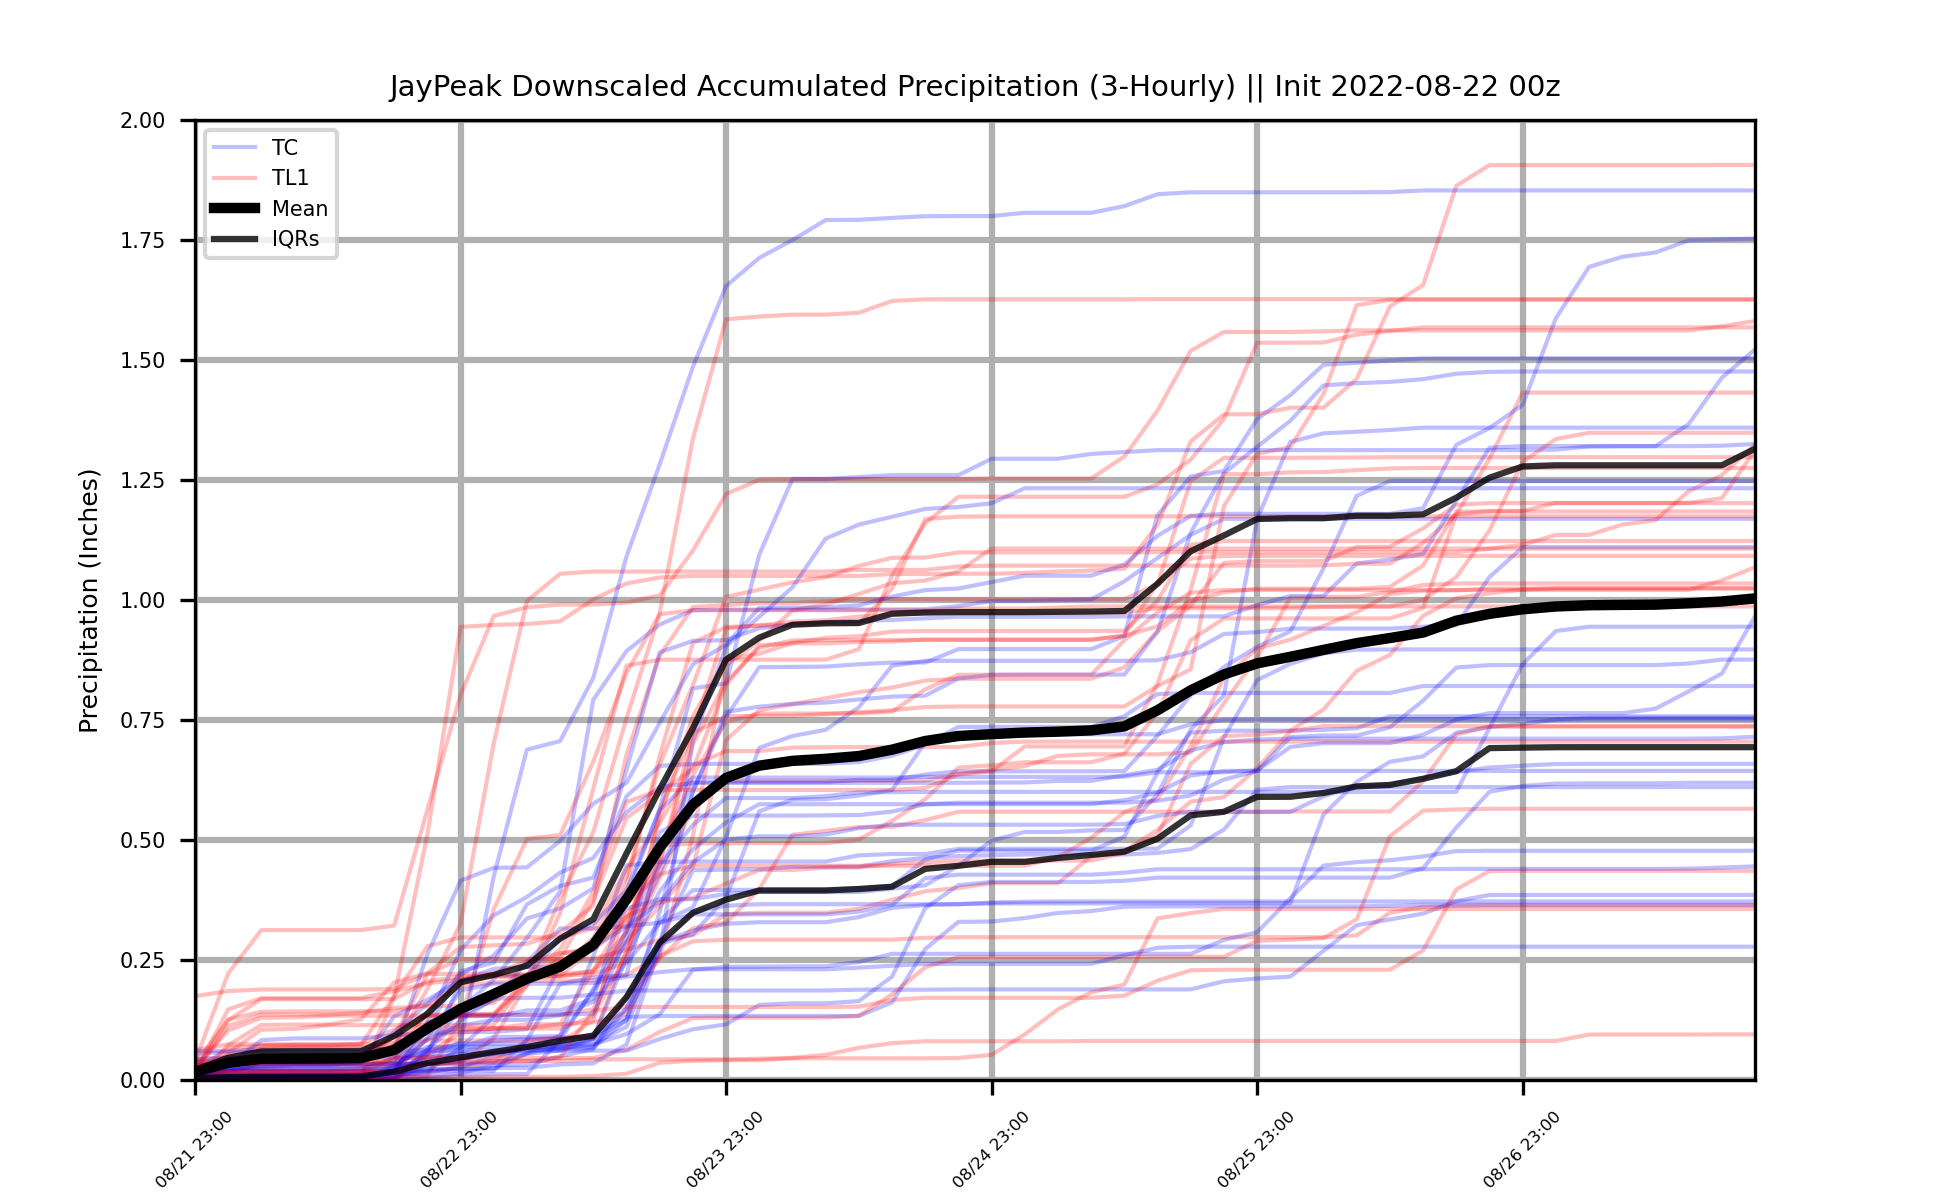 JayPeak Downscaled Accumulated Precipitation (3-Hourly) || Init 2022-08-22 00z
TC
TL1
Mean
IQRs
Precipitation (Inches)
2.00
1.75
1.50
1.25
1.00
0.75
0.50
0.25
0.00
08/21 23:00
08/22 23:00
08/23 23:00
08/24 23:00
08/25 23:00
08/26 23:00